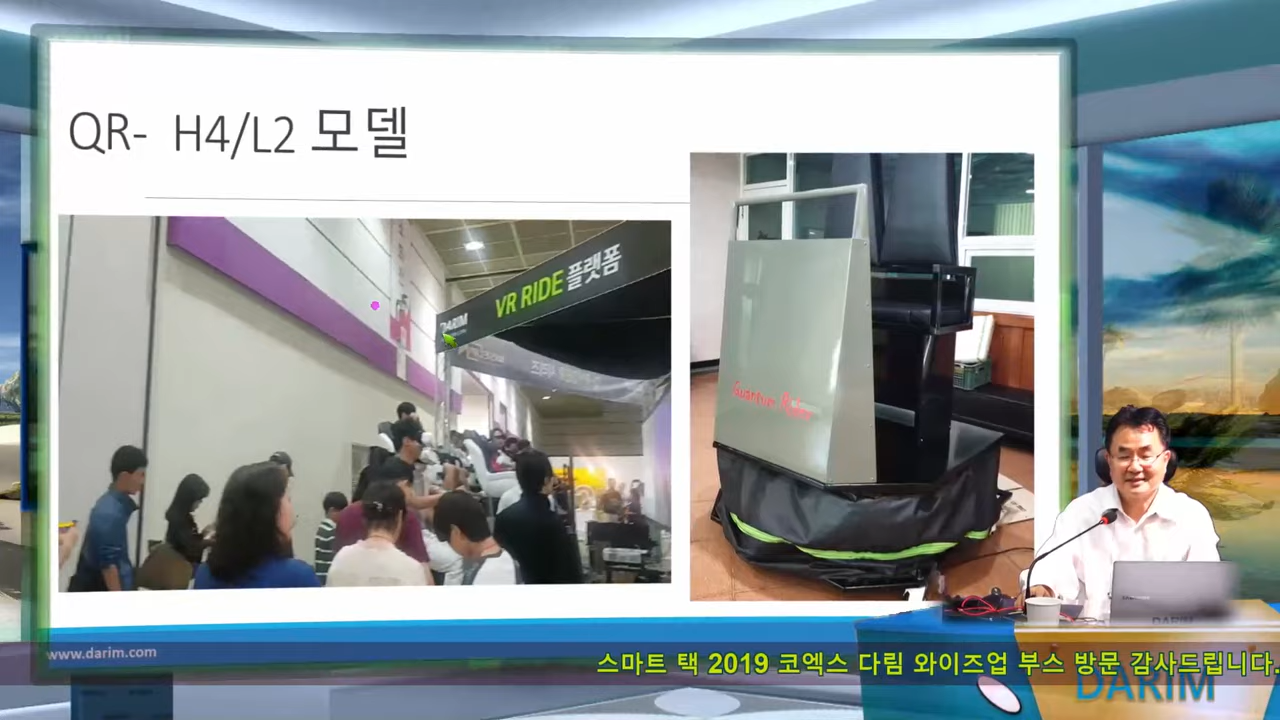 QR- H4/L2 모델
DARIM
VR RIDE 플랫폼
Quantum
www.darim.com
스마트 택 2019 코엑스 다림 와이즈업 부스 방문 감사드립니다.
DARIM
DARIM